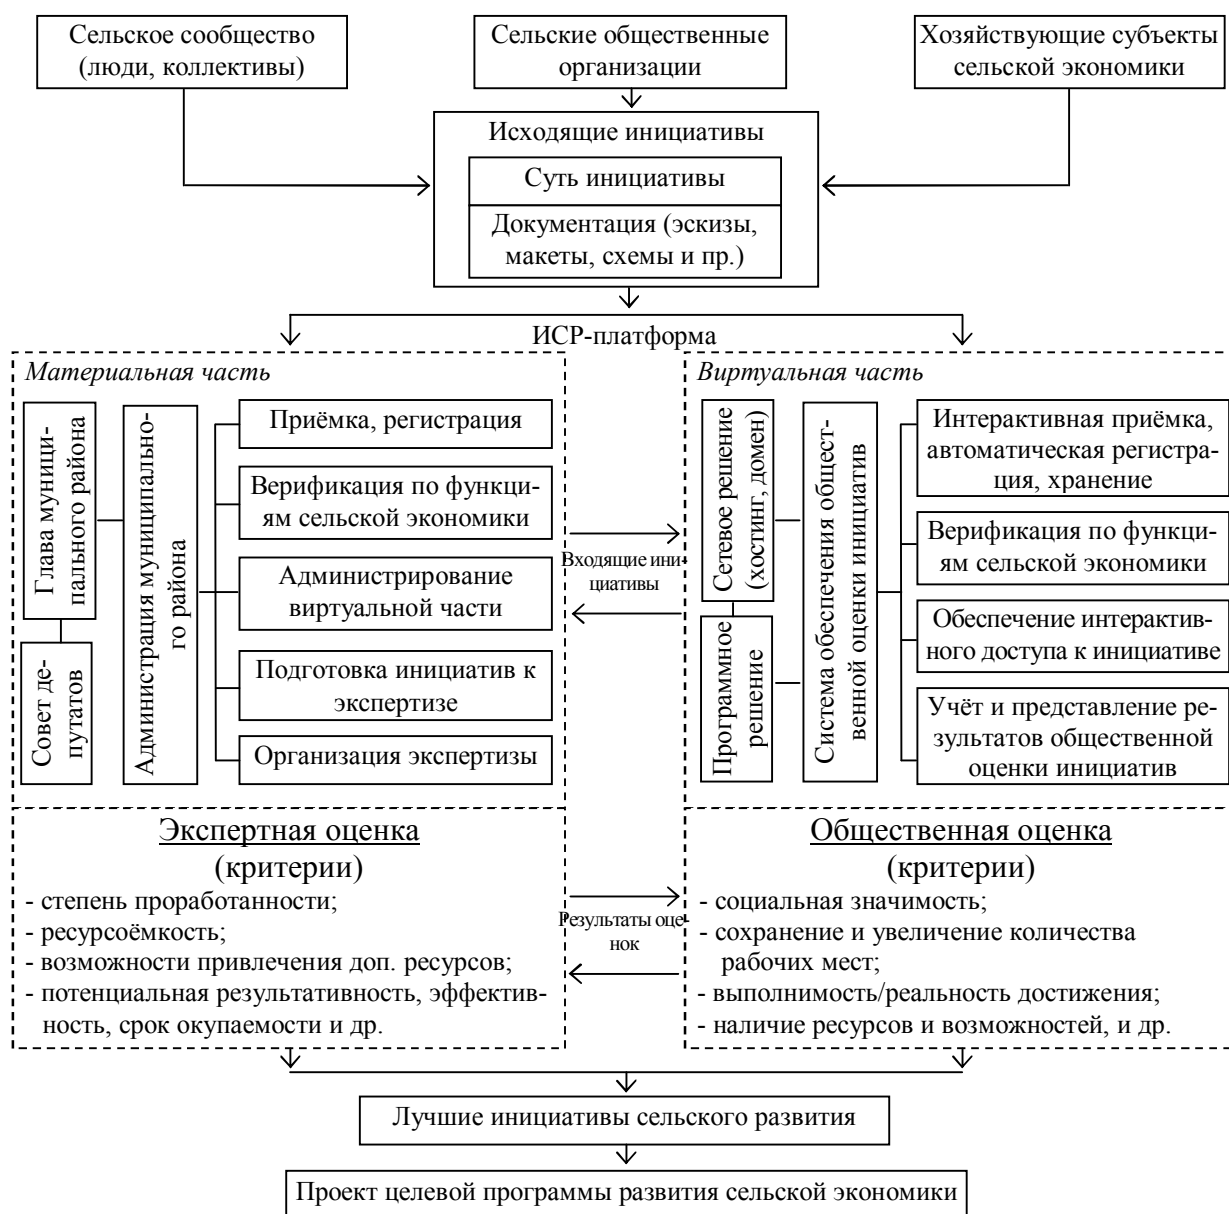 Сельское сообщество
(люди, коллективы)
Сельские общественные
организации
Хозяйствующие субъекты
сельской экономики
Исходящие инициативы
Суть инициативы
Документация (эскизы,
макеты, схемы и пр.)
ИСР-платформа
Материальная часть
Глава муници-
пального района
Совет де-
путатов
Администрация муниципально-
го района
Приёмка, регистрация
Верификация по функци-
ям сельской экономики
Администрирование
виртуальной части
Подготовка инициатив к
экспертизе
Организация экспертизы
Входящие ини-
циативы
Виртуальная часть
Сетевое решение
(хостинг, домен)
Программное
решение
Система обеспечения общест-
венной оценки инициатив
Интерактивная приёмка,
автоматическая регистра-
ция, хранение
Верификация по функци-
ям сельской экономики
Обеспечение интерактив-
ного доступа к инициативе
Учёт и представление ре-
зультатов общественной
оценки инициатив
Экспертная оценка
(критерии)
- степень проработанности;
- ресурсоёмкость;
- возможности привлечения доп. ресурсов;
- потенциальная результативность, эффектив-
ность, срок окупаемости и др.
Результаты оце-
нок
Общественная оценка
(критерии)
- социальная значимость;
- сохранение и увеличение количества
рабочих мест;
- выполнимость/реальность достижения;
- наличие ресурсов и возможностей, и др.
Лучшие инициативы сельского развития
Проект целевой программы развития сельской экономики